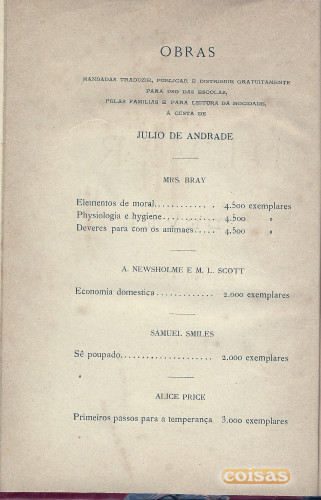 OBRAS
MANDADAS TRADUZIR, PUBLICAR E DISTRIBUIR GRATUITAMENTE
PARA USO DAS ESCOLAS,
PELAS FAMILIAS E PARA LEITURA DA MOCIDADE,
Á CUSTA DE
JULIO DE ANDRADE
MRS. BRAY
Elementos de moral............ 4.500 exemplares
Physiologia e hygiene............ 4.500 »
Deveres para com os animaes..... 4.500 »
A. NEWSHOLME E M. L. SCOTT
Economia domestica............. 2.000 exemplares
SAMUEL SMILES
Sê poupado..................... 2.000 exemplares
ALICE PRICE
Primeiros passos para a temperança 3.000 exemplares
coisas